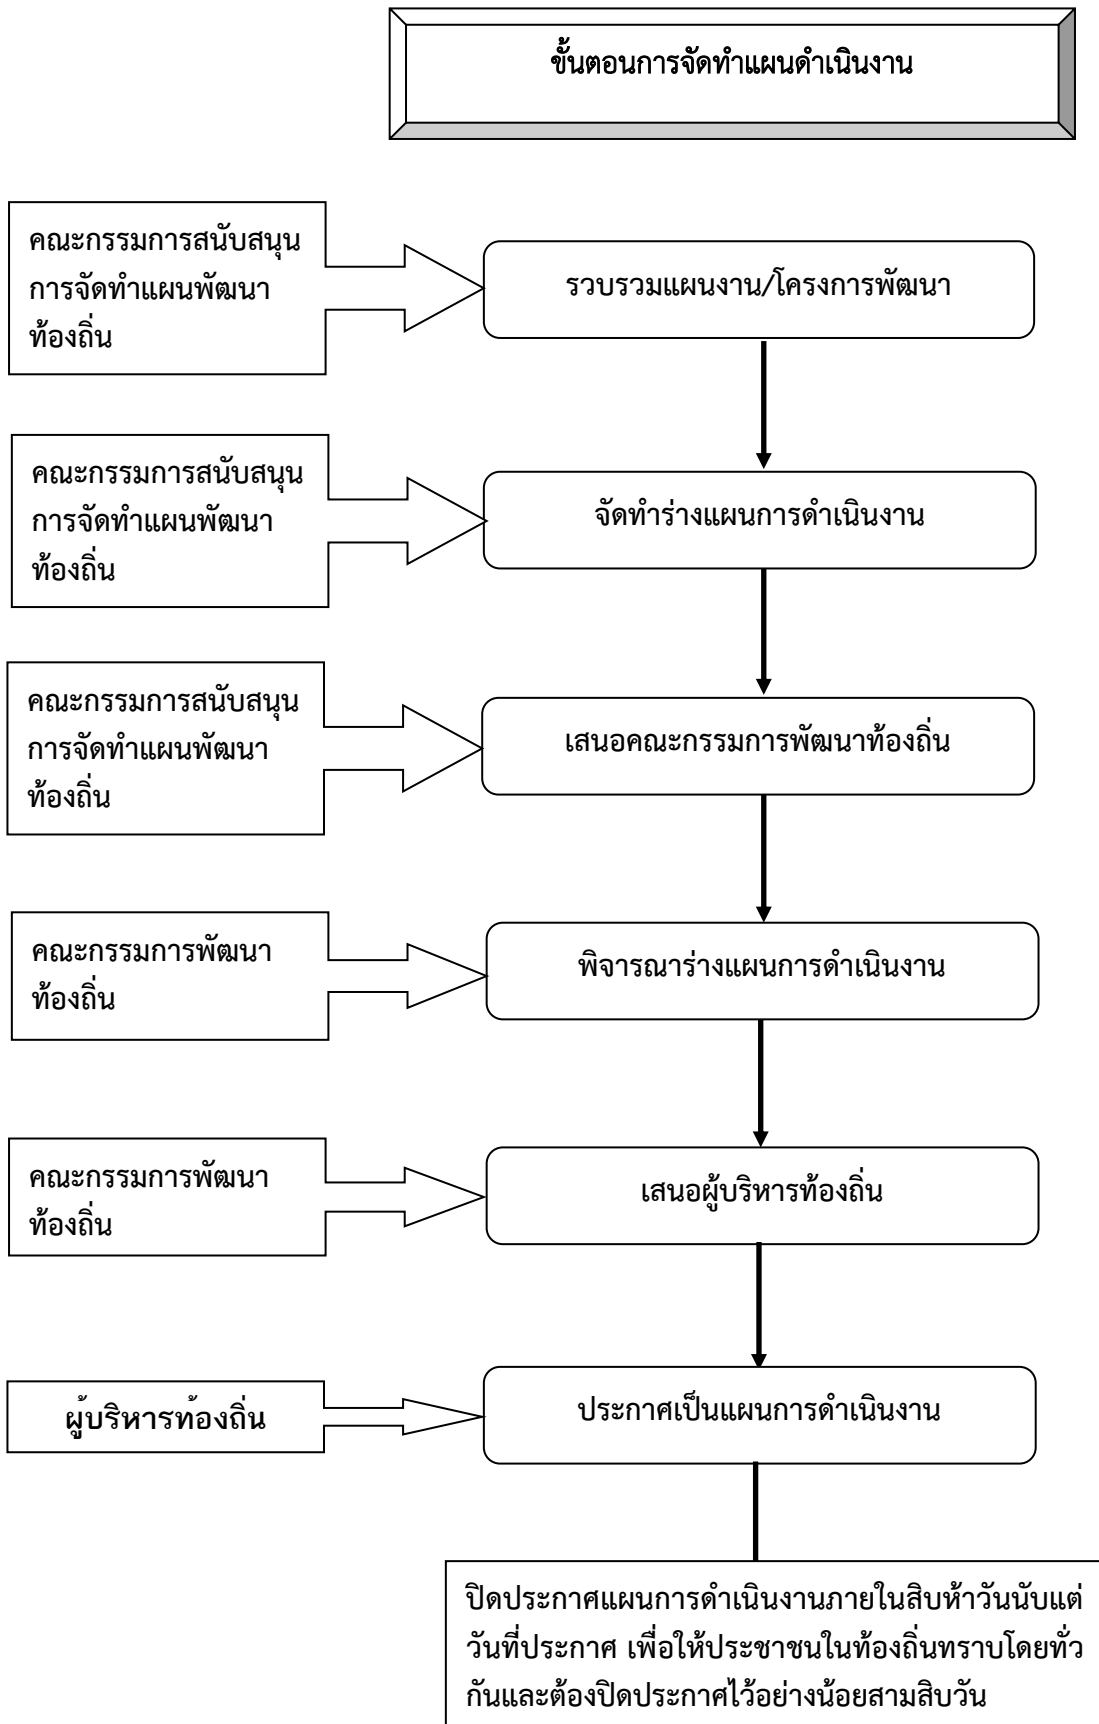 ขั้นตอนการจัดทำแผนดำเนินงาน
คณะกรรมการสนับสนุน
การจัดทำแผนพัฒนา
ท้องถิ่น
รวบรวมแผนงาน/โครงการพัฒนา
คณะกรรมการสนับสนุน
การจัดทำแผนพัฒนา
ท้องถิ่น
จัดทำร่างแผนการดำเนินงาน
คณะกรรมการสนับสนุน
การจัดทำแผนพัฒนา
ท้องถิ่น
เสนอคณะกรรมการพัฒนาท้องถิ่น
คณะกรรมการพัฒนา
ท้องถิ่น
พิจารณาร่างแผนการดำเนินงาน
คณะกรรมการพัฒนา
ท้องถิ่น
เสนอผู้บริหารท้องถิ่น
ผู้บริหารท้องถิ่น
ประกาศเป็นแผนการดำเนินงาน
ปิดประกาศแผนการดำเนินงานภายในสิบห้าวันนับแต่
วันที่ประกาศ เพื่อให้ประชาชนในท้องถิ่นทราบโดยทั่ว
กันและต้องปิดประกาศไว้อย่างน้อยสามสิบวัน